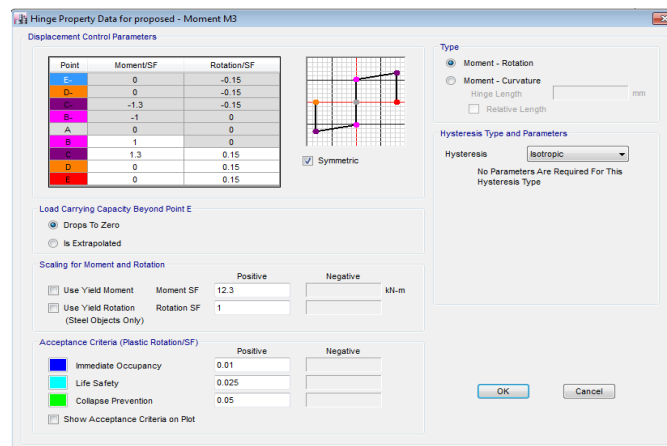 Hinge Property Data for proposed - Moment M3
Displacement Control Parameters
Point Moment/SF Rotation/SF
E- 0 -0.15
D- 0 -0.15
C- -1.3 -0.15
B- -1 0
A 0 0
B 1 0
C 1.3 0.15
D 0 0.15
E 0 0.15
Symmetric
Load Carrying Capacity Beyond Point E
Drops To Zero
Is Extrapolated
Scaling for Moment and Rotation
Positive Negative
Use Yield Moment Moment SF 12.3 kN-m
Use Yield Rotation Rotation SF 1
(Steel Objects Only)
Acceptance Criteria (Plastic Rotation/SF)
Positive Negative
Immediate Occupancy 0.01
Life Safety 0.025
Collapse Prevention 0.05
Show Acceptance Criteria on Plot
Type
Moment - Rotation
Moment - Curvature
Hinge Length mm
Relative Length
Hysteresis Type and Parameters
Hysteresis Isotropic
No Parameters Are Required For This
Hysteresis Type
OK Cancel